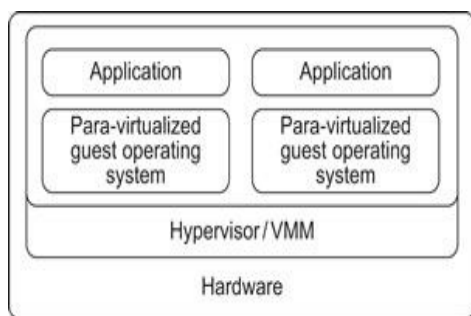 Application
Application
Para-virtualized
guest operating
system
Para-virtualized
guest operating
system
Hypervisor/VMM
Hardware